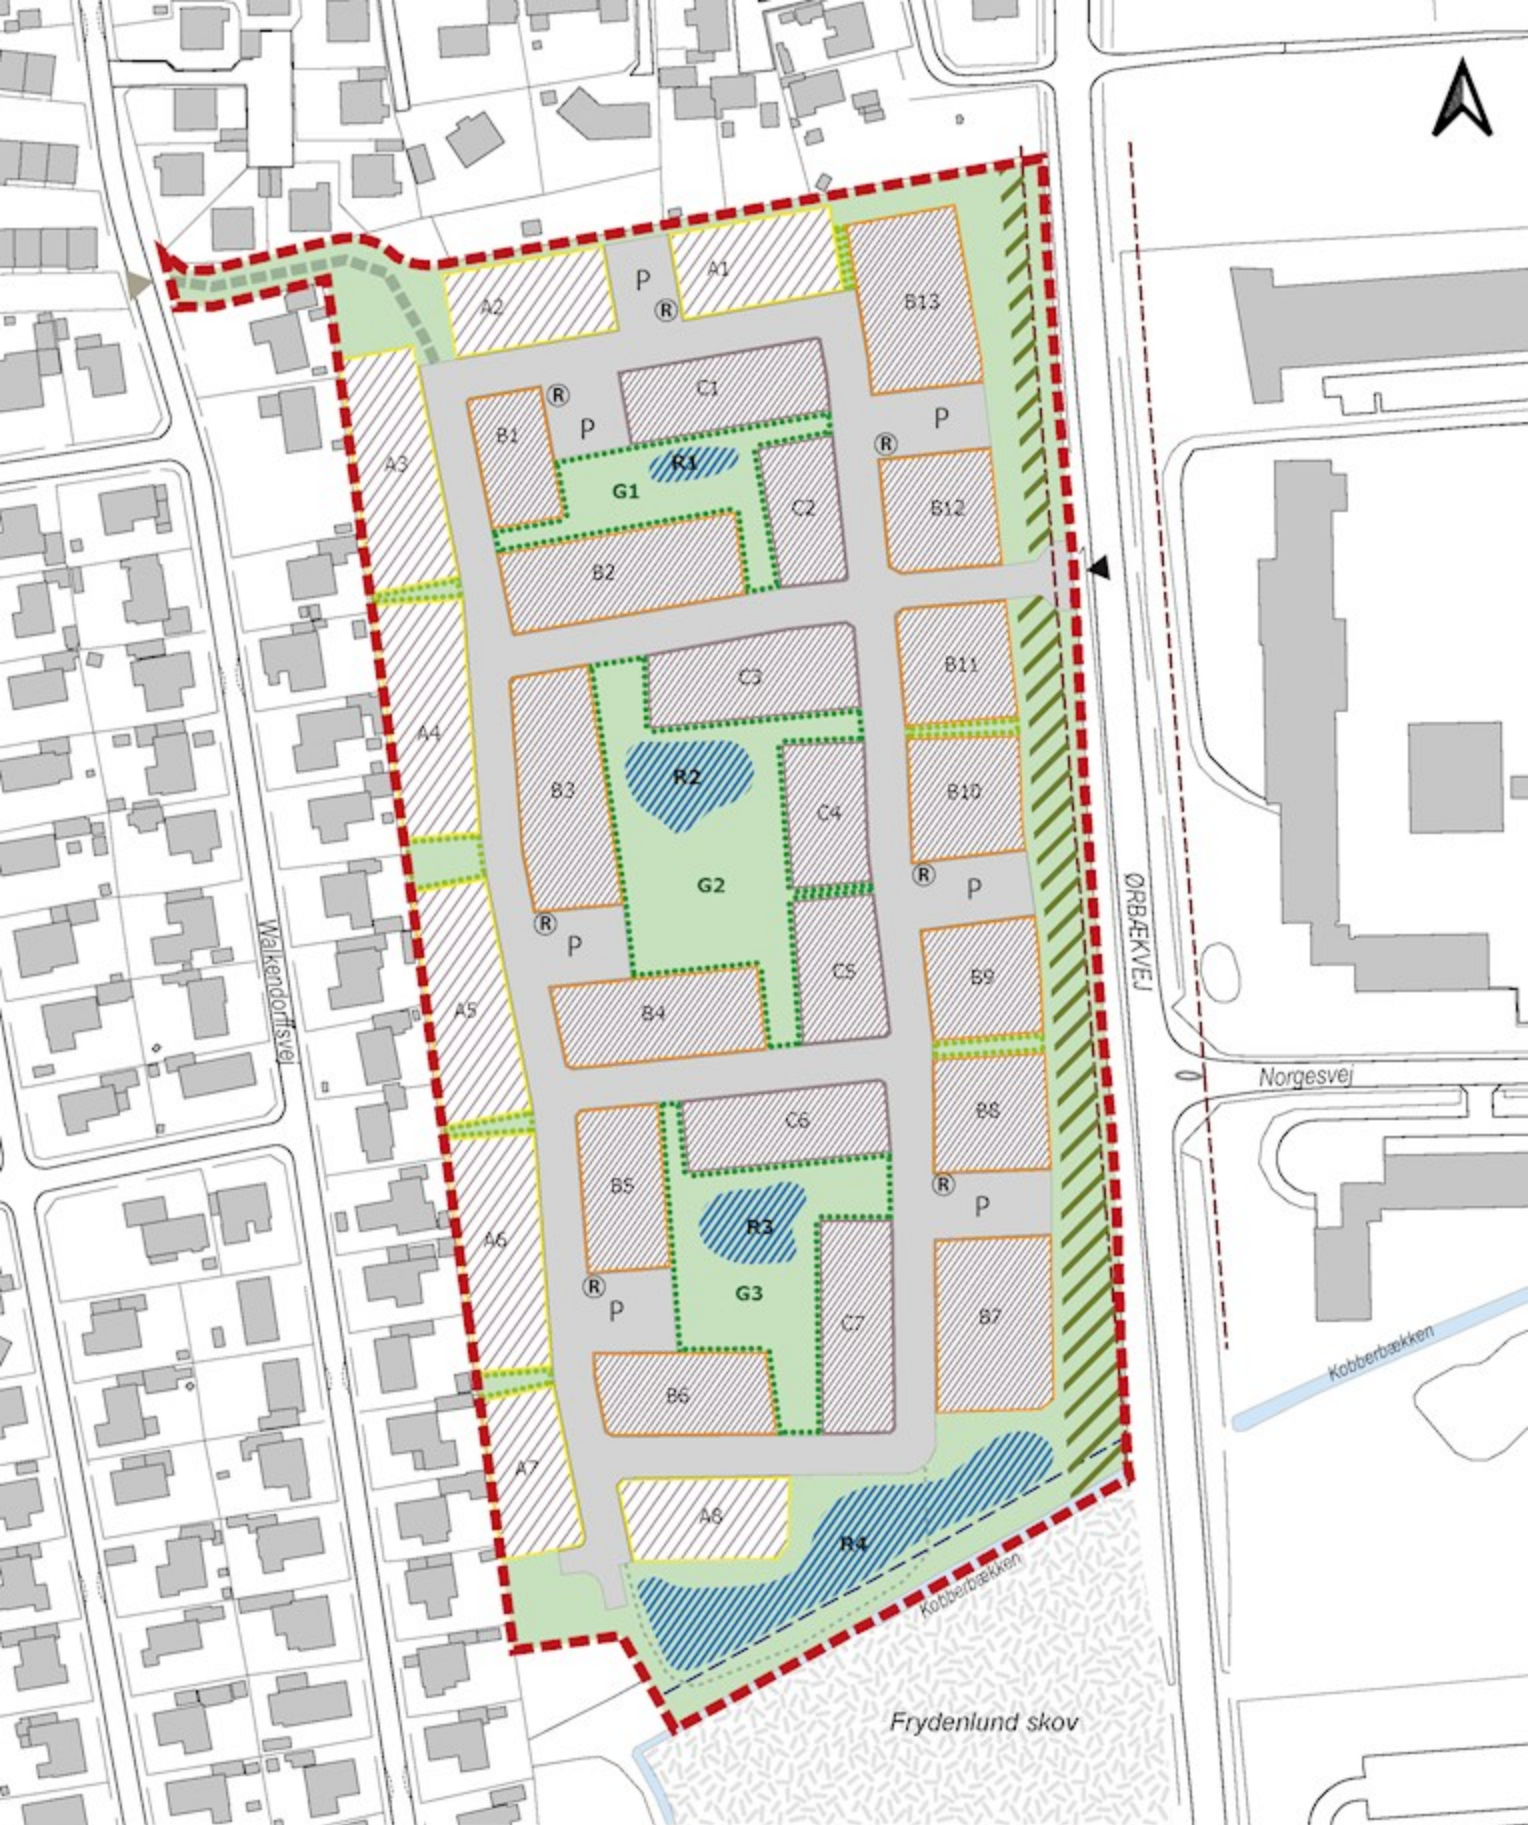 A1
P
A2
Ⓡ
B13
C1
Ⓡ
P
P
B1
Ⓡ
R1
A3
G1
C2
B12
B2
B11
C3
A4
R2
B3
B10
C4
Ⓡ
G2
P
ØRBÆKVEJ
Ⓡ
P
C5
B9
Walkendorffsvej
A5
B4
Norgesvej
C6
B8
B5
Ⓡ
P
R3
A6
Ⓡ
G3
P
B7
C7
Kobberbækken
B6
A7
A8
R4
Kobberbækken
Frydenlund skov